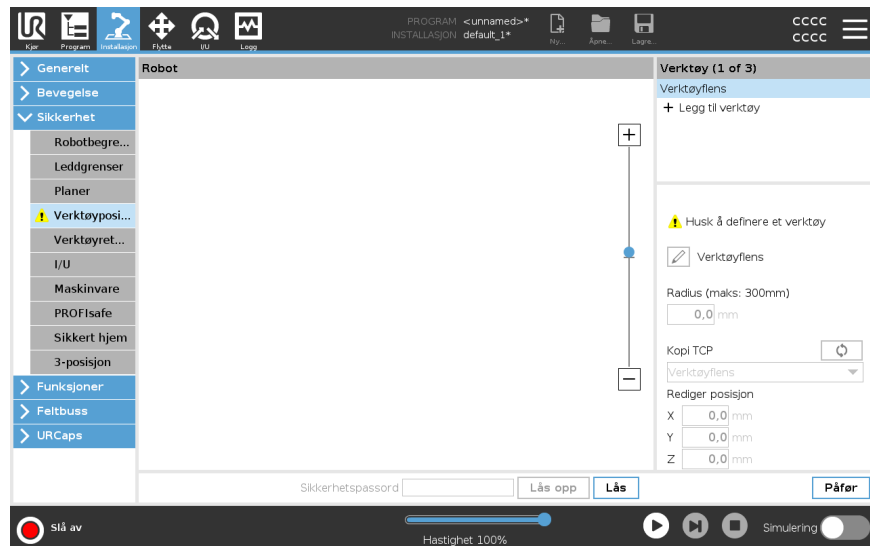 PROGRAM <unnamed>*
INSTALLASJON default_1*
Kjør Program Installasjon Flytte I/U Logg
Ny... Åpne... Lagre...
CCCC
CCCC
Generelt
Bevegelse
Sikkerhet
Robotbegre...
Leddgrenser
Planer
Verktøyposi...
Verktøyret...
I/U
Maskinvare
PROFIsafe
Sikkert hjem
3-posisjon
Funksjoner
Feltbuss
URCaps
Robot
Verktøy (1 of 3)
Verktøyflens
+ Legg til verktøy
Husk å definere et verktøy
Verktøyflens
Radius (maks: 300mm)
0,0 mm
Kopi TCP
Verktøyflens
Rediger posisjon
X 0,0 mm
Y 0,0 mm
Z 0,0 mm
Sikkerhetspassord Lås opp Lås Påfør
Slå av
Hastighet 100%
Simulering